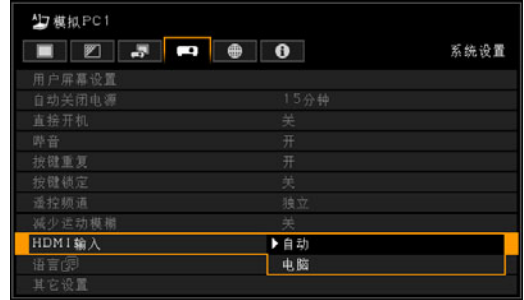 模拟PC1
系统设置
用户屏幕设置
自动关闭电源 15分钟
直接开机 关
哔音 开
按键重复 开
按键锁定 关
遥控频道 独立
减少运动模糊 关
HDMI输入 ▶自动
语言 电脑
其它设置